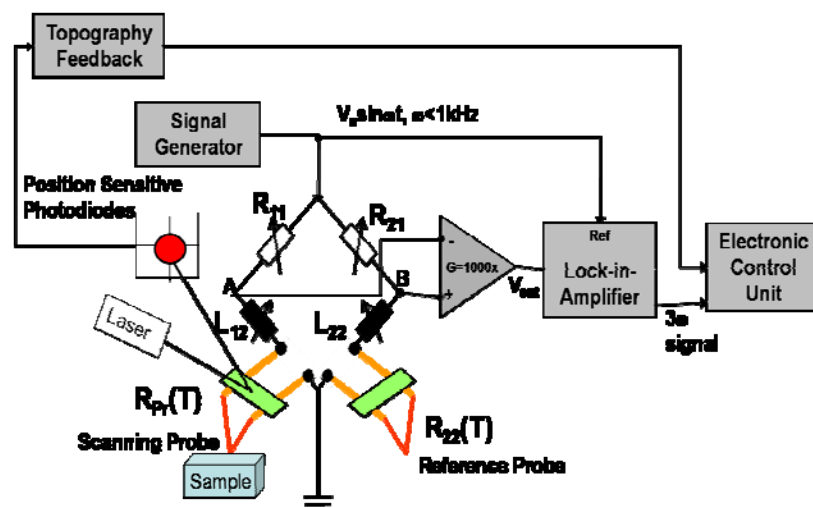 Topography
Feedback
Signal
Generator
V₀sinωt, ω<1kHz
Position Sensitive
Photodiodes
R11
R21
A
B
-
+
G=1000x
Vout
Ref
Lock-in-
Amplifier
Electronic
Control
Unit
3ω
signal
Laser
L12
L22
RPr(T)
Scanning Probe
R22(T)
Reference Probe
Sample